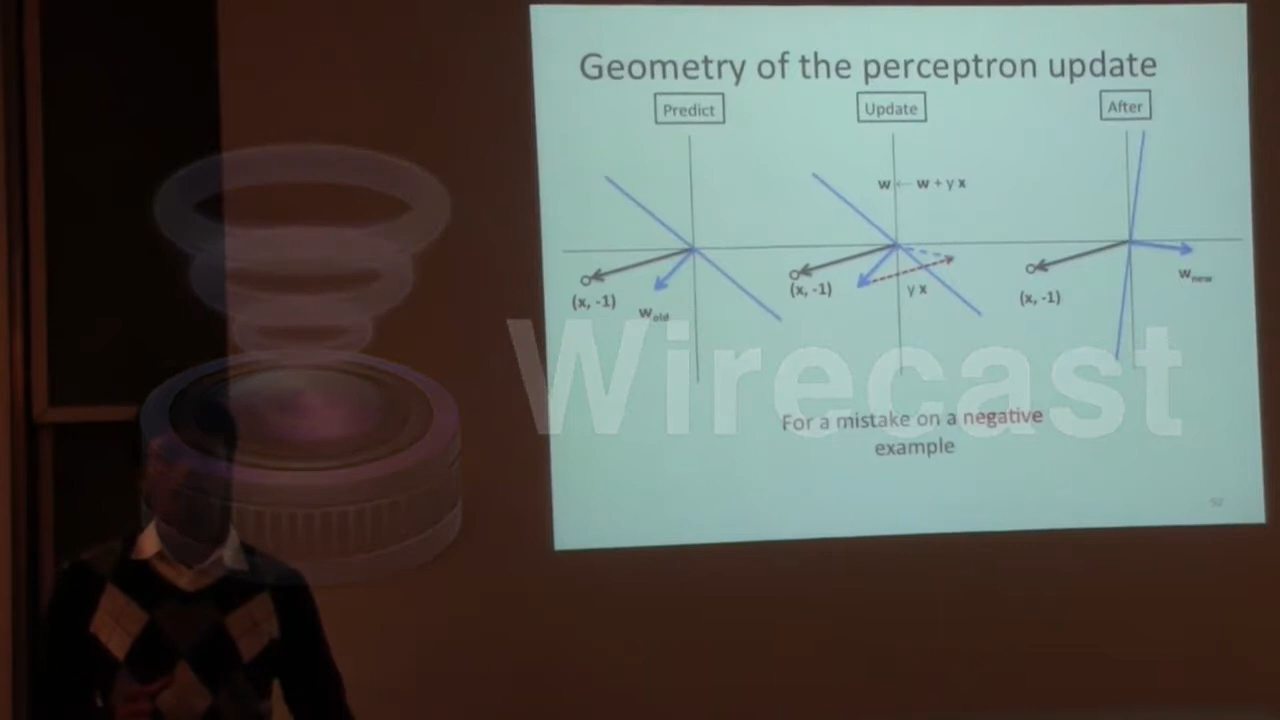 Geometry of the perceptron update
Predict
Update
After
w ← w + y x
(x, -1)
w_old
(x, -1)
y x
(x, -1)
w_new
Wirecast
For a mistake on a negative
example